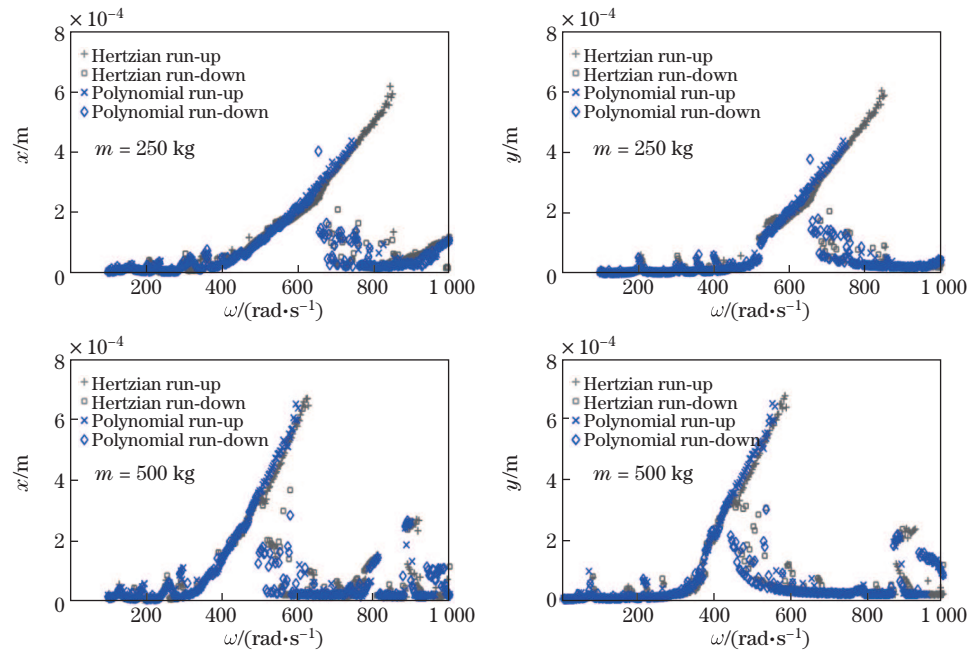 × 10⁻⁴
8
6
4
2
0
x/m
+ Hertzian run-up
□ Hertzian run-down
× Polynomial run-up
◇ Polynomial run-down
m = 250 kg
200 400 600 800 1 000
ω/(rad·s⁻¹)
× 10⁻⁴
8
6
4
2
0
y/m
+ Hertzian run-up
□ Hertzian run-down
× Polynomial run-up
◇ Polynomial run-down
m = 250 kg
200 400 600 800 1 000
ω/(rad·s⁻¹)
× 10⁻⁴
8
6
4
2
0
x/m
+ Hertzian run-up
□ Hertzian run-down
× Polynomial run-up
◇ Polynomial run-down
m = 500 kg
200 400 600 800 1 000
ω/(rad·s⁻¹)
× 10⁻⁴
8
6
4
2
0
y/m
+ Hertzian run-up
□ Hertzian run-down
× Polynomial run-up
◇ Polynomial run-down
m = 500 kg
200 400 600 800 1 000
ω/(rad·s⁻¹)